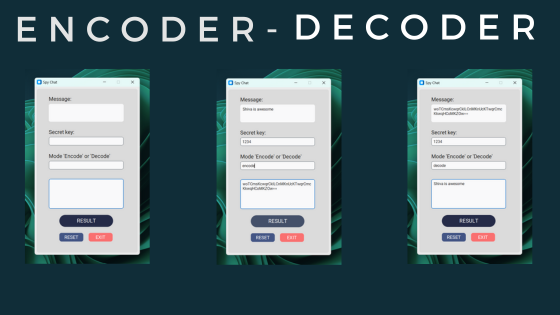 ENCODER - DECODER
Spy Chat
Message:
Secret key:
Mode 'Encode' or 'Decode'
RESULT
RESET EXIT
Spy Chat
Message:
Shiva is awesome
Secret key:
1234
Mode 'Encode' or 'Decode'
encode
RESULT
RESET EXIT
Spy Chat
Message:
Secret key:
1234
Mode 'Encode' or 'Decode'
decode
Shiva is awesome
RESULT
RESET EXIT